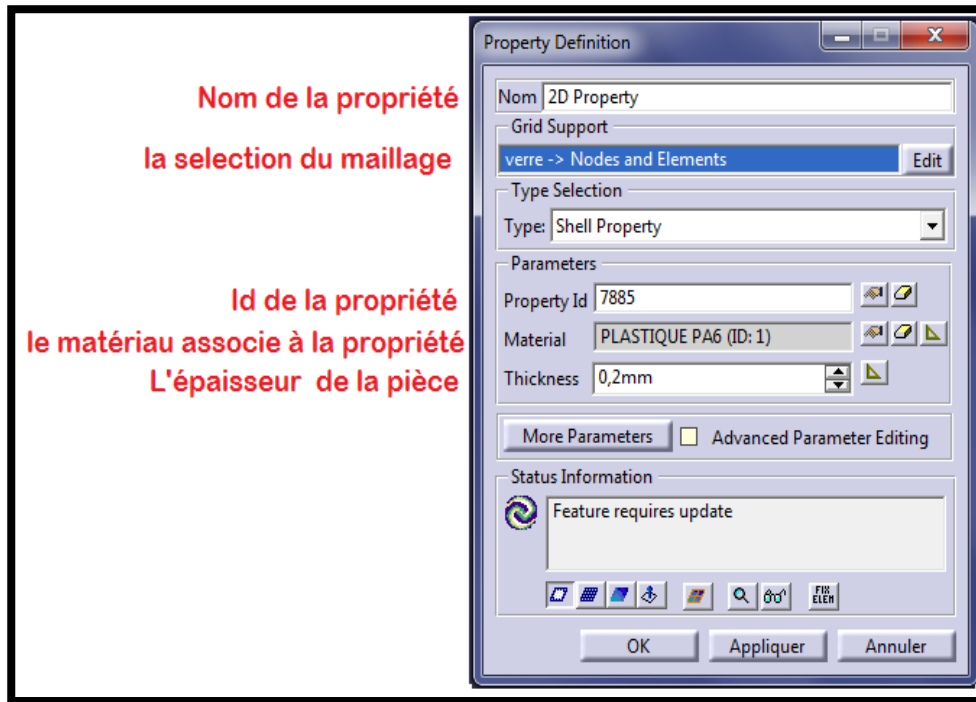 Property Definition
Nom de la propriété
Nom 2D Property
Grid Support
la selection du maillage
verre -> Nodes and Elements Edit
Type Selection
Type: Shell Property
Parameters
Id de la propriété
Property Id 7885
le matériau associe à la propriété
Material PLASTIQUE PA6 (ID: 1)
L'épaisseur de la pièce
Thickness 0,2mm
More Parameters Advanced Parameter Editing
Status Information
Feature requires update
FIX
ELEM
OK Appliquer Annuler